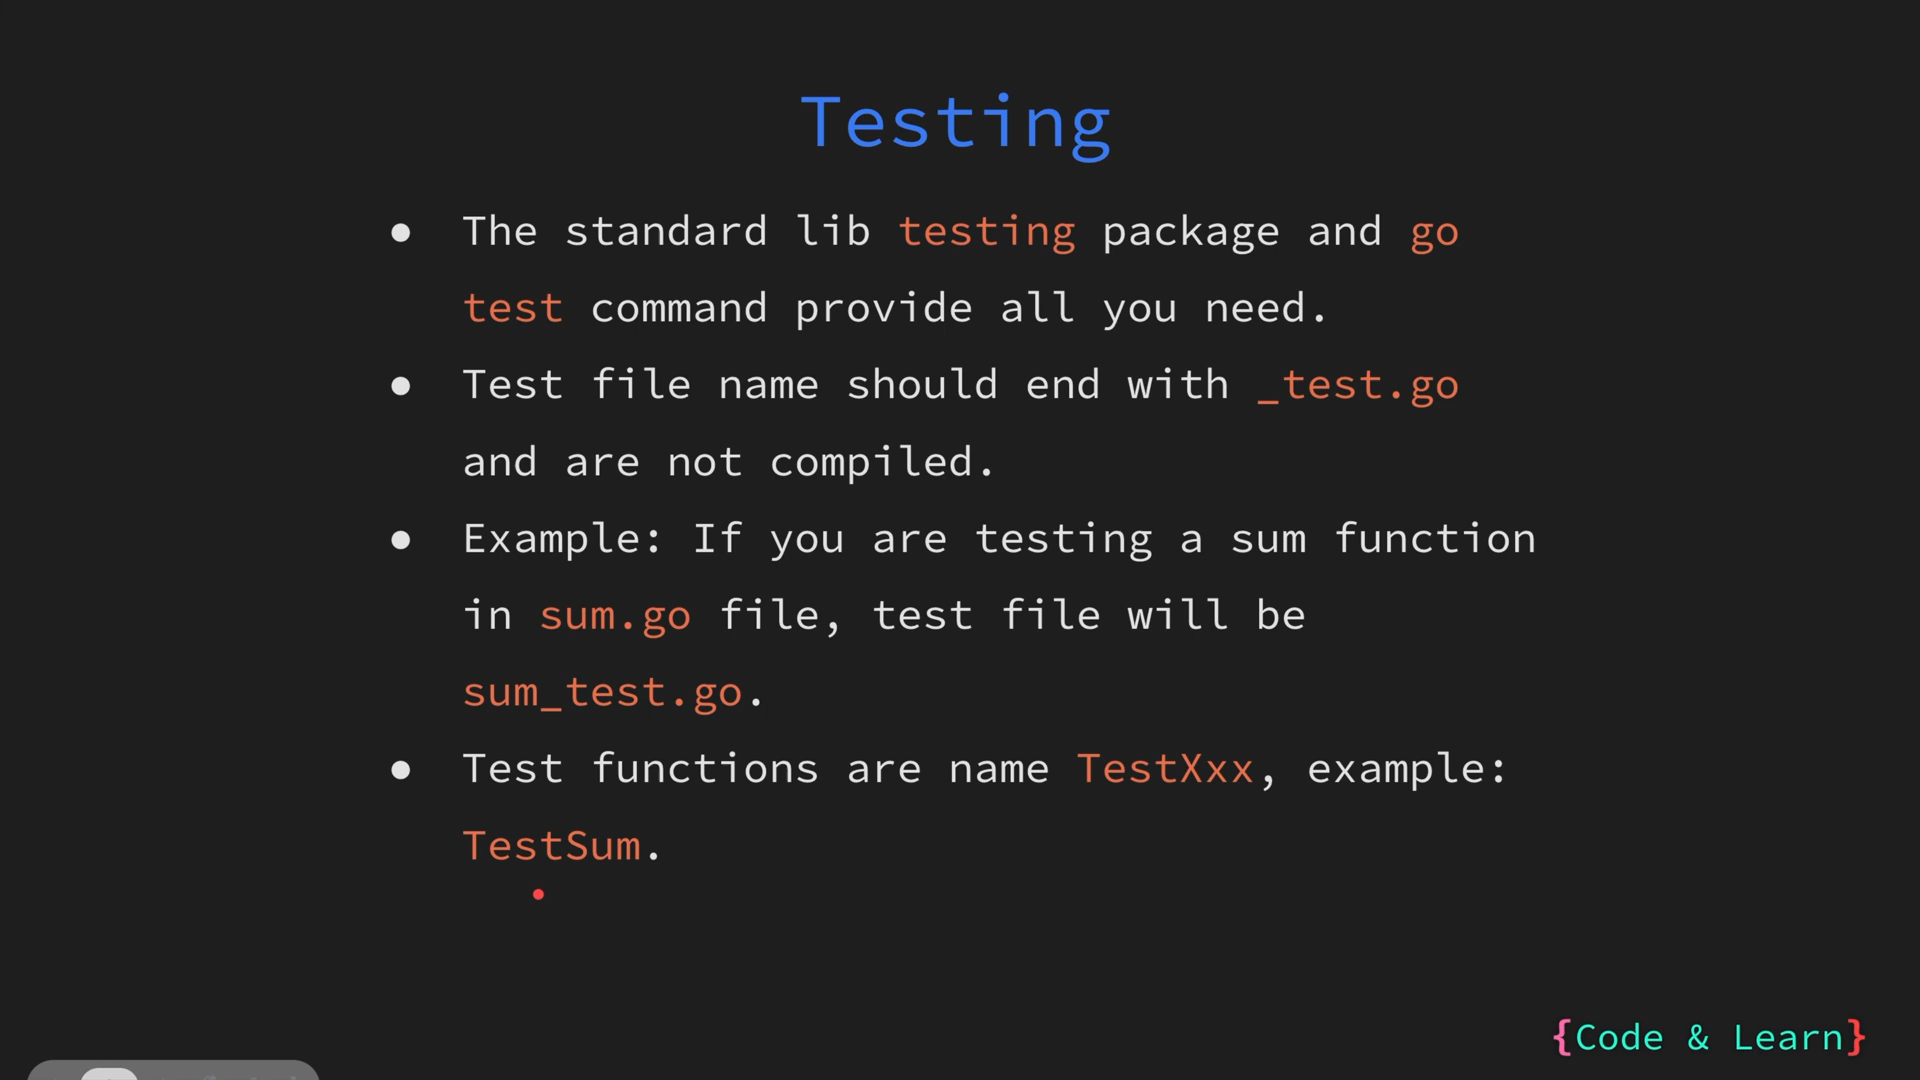 Testing
● The standard lib testing package and go
test command provide all you need.
● Test file name should end with _test.go
and are not compiled.
● Example: If you are testing a sum function
in sum.go file, test file will be
sum_test.go.
● Test functions are name TestXxx, example:
TestSum.
{Code & Learn}